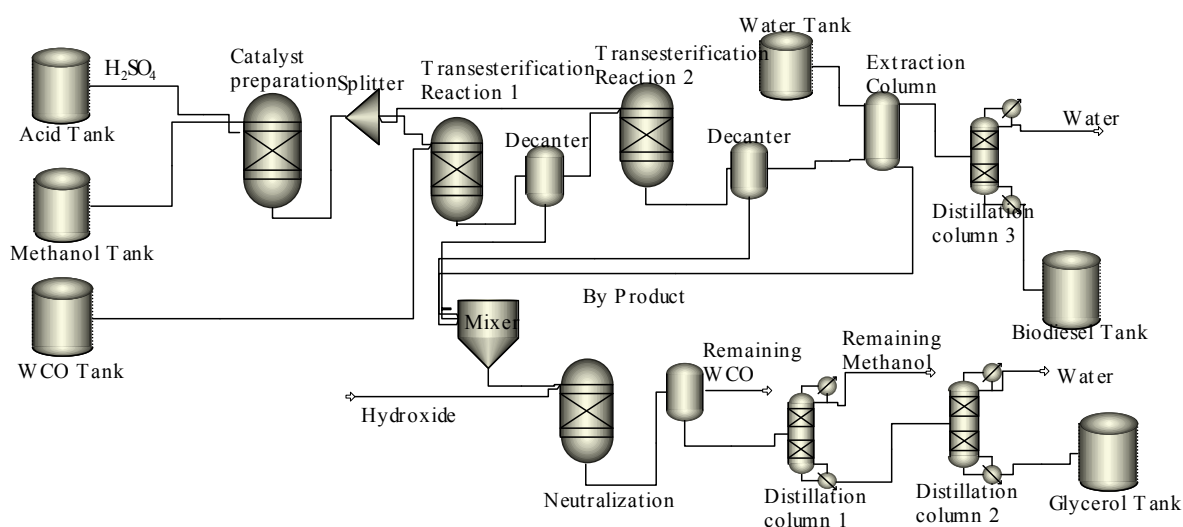 Water Tank
H₂SO₄
Catalyst
preparation
Splitter
Transesterification
Reaction 1
Transesterification
Reaction 2
Extraction
Column
Acid Tank
Decanter
Decanter
Water
Methanol Tank
Distillation
column 3
By Product
WCO Tank
Mixer
Biodiesel Tank
Remaining
WCO
Remaining
Methanol
Water
Hydroxide
Neutralization
Distillation
column 1
Distillation
column 2
Glycerol Tank